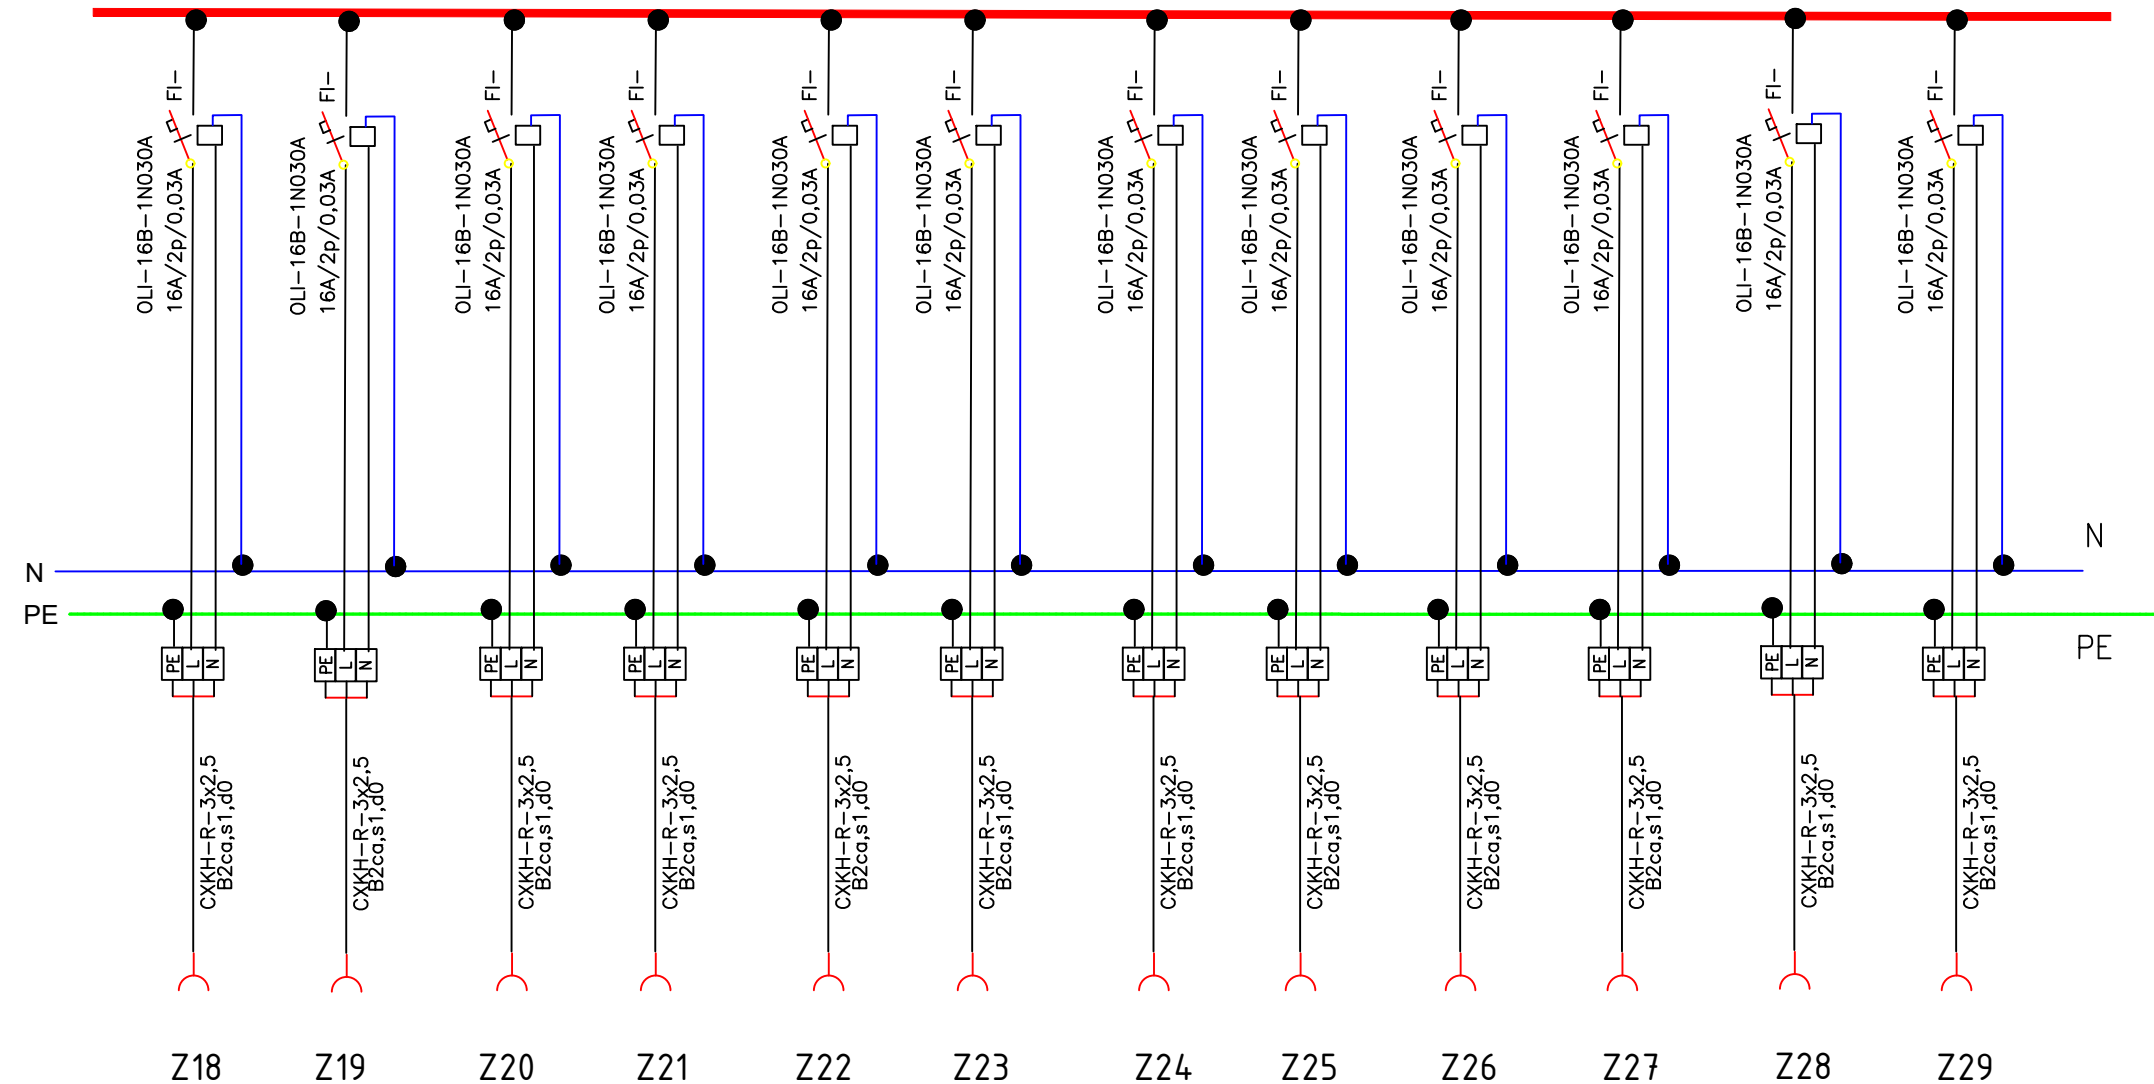 FI-
OLI-16B-1N030A
16A/2p/0,03A
FI-
OLI-16B-1N030A
16A/2p/0,03A
FI-
OLI-16B-1N030A
16A/2p/0,03A
FI-
OLI-16B-1N030A
16A/2p/0,03A
FI-
OLI-16B-1N030A
16A/2p/0,03A
FI-
OLI-16B-1N030A
16A/2p/0,03A
FI-
OLI-16B-1N030A
16A/2p/0,03A
FI-
OLI-16B-1N030A
16A/2p/0,03A
FI-
OLI-16B-1N030A
16A/2p/0,03A
FI-
OLI-16B-1N030A
16A/2p/0,03A
FI-
OLI-16B-1N030A
16A/2p/0,03A
FI-
OLI-16B-1N030A
16A/2p/0,03A
N
N
PE
PE
PE L N
PE L N
PE L N
PE L N
PE L N
PE L N
PE L N
PE L N
PE L N
PE L N
PE L N
PE L N
CXKH-R-3x2,5
B2ca,s1,d0
CXKH-R-3x2,5
B2ca,s1,d0
CXKH-R-3x2,5
B2ca,s1,d0
CXKH-R-3x2,5
B2ca,s1,d0
CXKH-R-3x2,5
B2ca,s1,d0
CXKH-R-3x2,5
B2ca,s1,d0
CXKH-R-3x2,5
B2ca,s1,d0
CXKH-R-3x2,5
B2ca,s1,d0
CXKH-R-3x2,5
B2ca,s1,d0
CXKH-R-3x2,5
B2ca,s1,d0
CXKH-R-3x2,5
B2ca,s1,d0
CXKH-R-3x2,5
B2ca,s1,d0
Z18 Z19 Z20 Z21 Z22 Z23 Z24 Z25 Z26 Z27 Z28 Z29